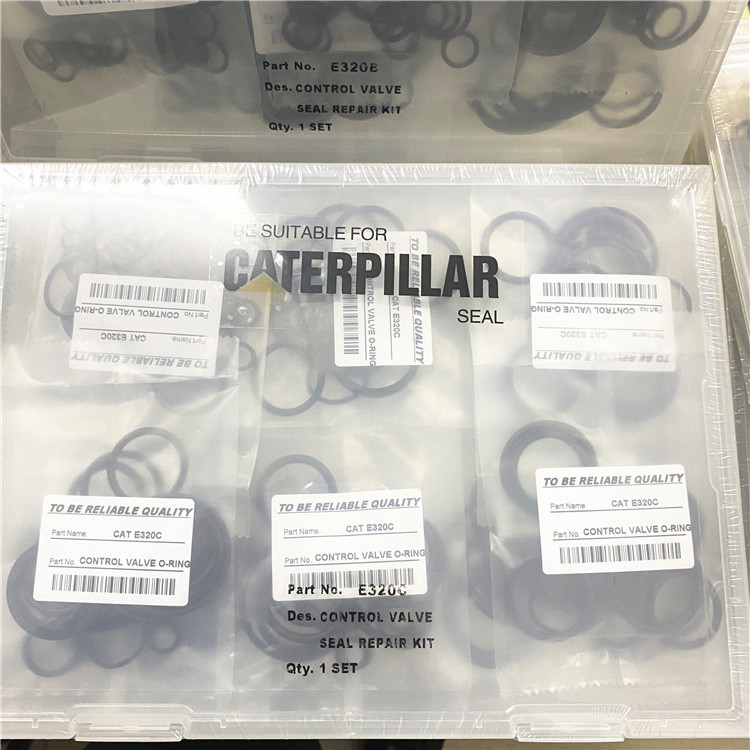 Part No. E320B
Des. CONTROL VALVE
SEAL REPAIR KIT
Qty. 1 SET
BE SUITABLE FOR
CATERPILLAR
SEAL
Part No. CONTROL VALVE O-RING
Part Name. CAT E320C
TO BE RELIABLE QUALITY
TO BE RELIABLE QUALITY
CAT E320C
CONTROL VALVE O-RING
Part No. CONTROL VALVE O-RING
Part Name. CAT E320C
TO BE RELIABLE QUALITY
TO BE RELIABLE QUALITY
Part Name CAT E320C
Part No. CONTROL VALVE O-RING
TO BE RELIABLE QUALITY
Part Name. CAT E320C
Part No. CONTROL VALVE O-RING
TO BE RELIABLE QUALITY
Part Name CAT E320C
Part No. CONTROL VALVE O-RING
Part No. E320C
Des. CONTROL VALVE
SEAL REPAIR KIT
Qty. 1 SET